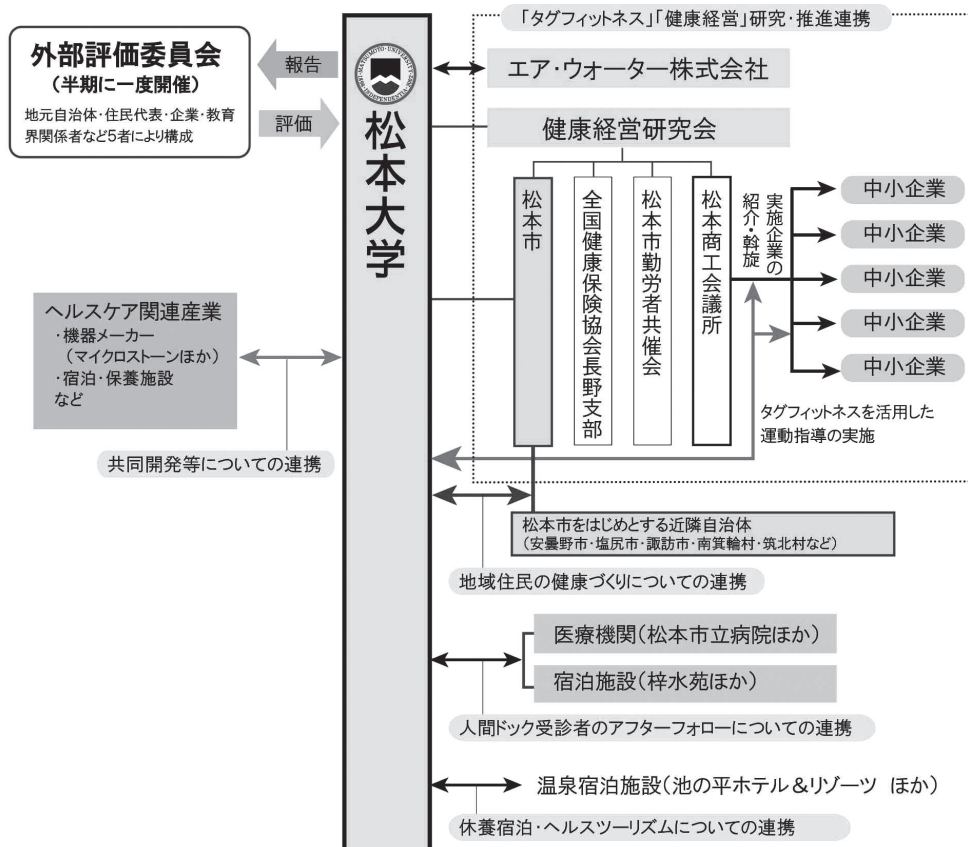 「タグフィットネス」「健康経営」研究・推進連携
外部評価委員会
(半期に一度開催)
地元自治体・住民代表・企業・教育
界関係者など5者により構成
報告
評価
MATSUMOTO・UNIVERSITY
松本大学
エア・ウォーター株式会社
健康経営研究会
松本市
全国健康保険協会長野支部
松本市勤労者共催会
松本商工会議所
実施企業の
紹介・斡旋
中小企業
中小企業
中小企業
中小企業
中小企業
タグフィットネスを活用した
運動指導の実施
ヘルスケア関連産業
・機器メーカー
(マイクロストーンほか)
・宿泊・保養施設
など
共同開発等についての連携
松本市をはじめとする近隣自治体
(安曇野市・塩尻市・諏訪市・南箕輪村・筑北村など)
地域住民の健康づくりについての連携
医療機関(松本市立病院ほか)
宿泊施設(梓水苑ほか)
人間ドック受診者のアフターフォローについての連携
温泉宿泊施設(池の平ホテル&リゾーツ ほか)
休養宿泊・ヘルスツーリズムについての連携